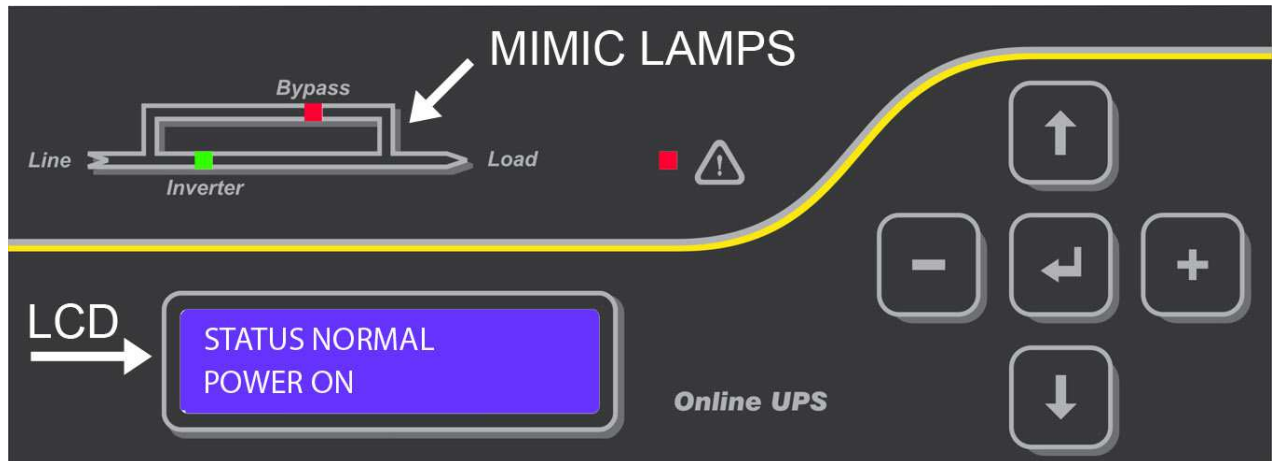 MIMIC LAMPS
Bypass
Line
Load
Inverter
LCD
STATUS NORMAL
POWER ON
Online UPS